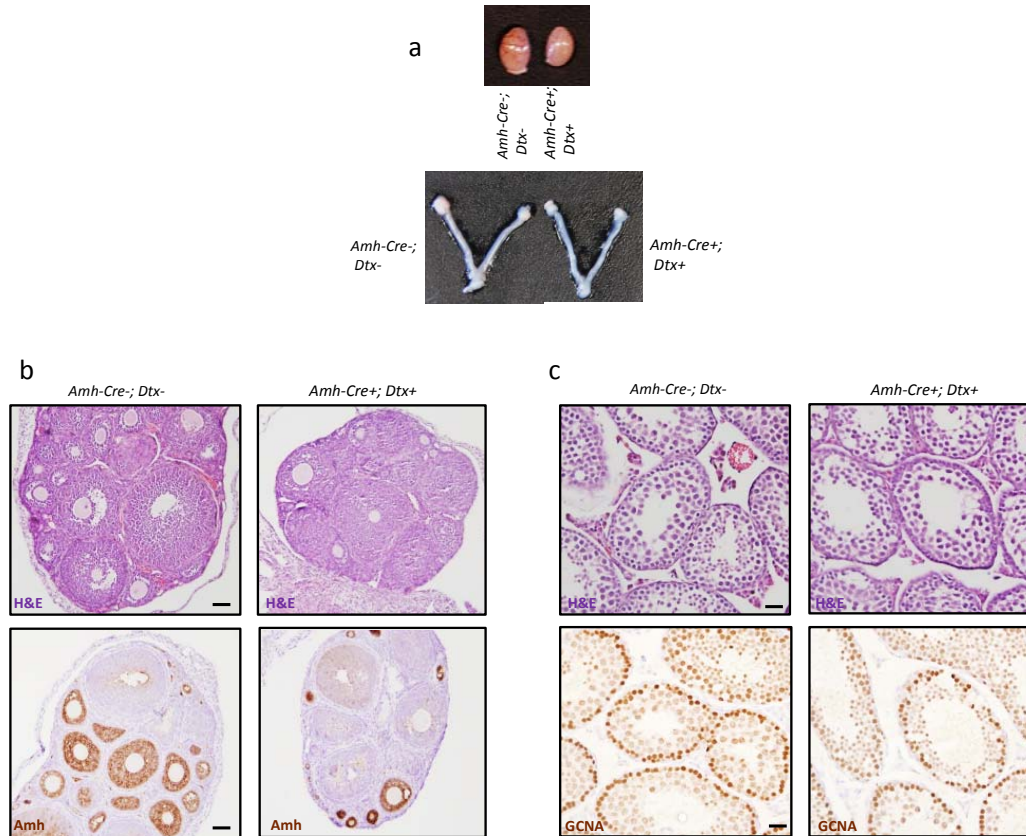 a
Amh-Cre-;
Dtx-
Amh-Cre+;
Dtx+
Amh-Cre-;
Dtx-
Amh-Cre+;
Dtx+
b
Amh-Cre-; Dtx-
Amh-Cre+; Dtx+
H&E
H&E
Amh
Amh
c
Amh-Cre-; Dtx-
Amh-Cre+; Dtx+
H&E
H&E
GCNA
GCNA